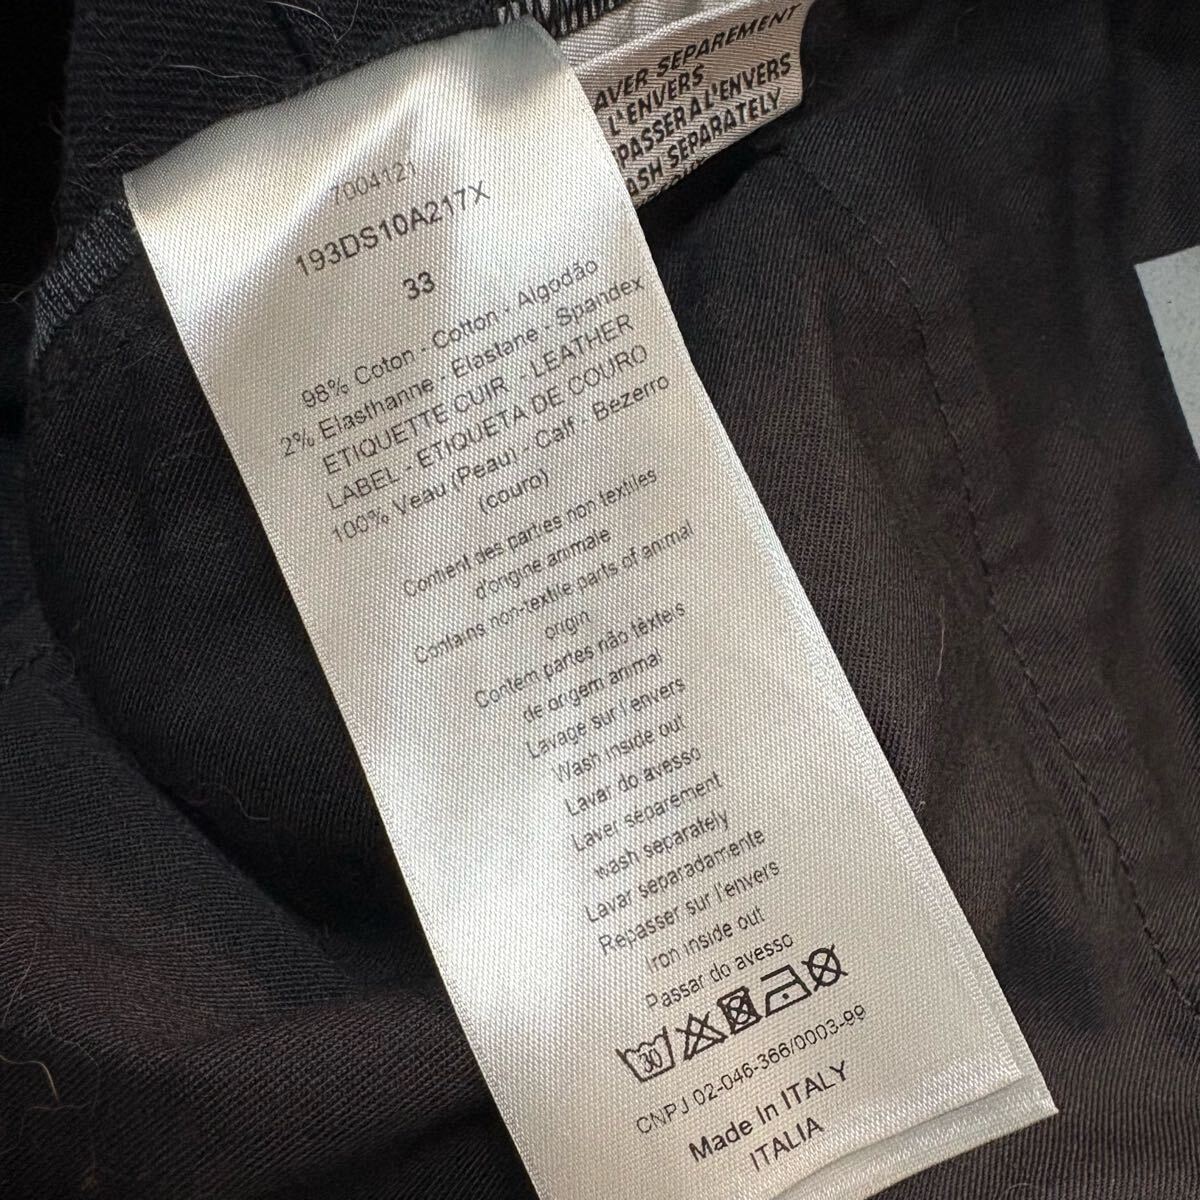 LAVER SEPAREMENT
L'ENVERS
REPASSER A L'ENVERS
WASH SEPARATELY
7004121
193DS10A217X
33
98% Coton - Cotton - Algodão
2% Elasthanne - Elastane - Spandex
ETIQUETTE CUIR - LEATHER
LABEL - ETIQUETA DE COURO
100% Veau (Peau) - Calf - Bezerro
(couro)
Contient des parties non textiles
d'origine animale
Contains non-textile parts of animal
origin
Contem partes não têxteis
de origem animal
Lavage sur l'envers
Wash inside out
Lavar do avesso
Laver séparément
Wash separately
Lavar separadamente
Repasser sur l'envers
Iron inside out
Passar do avesso
30
CNPJ 02-046-366/0003-99
Made In ITALY
ITALIA